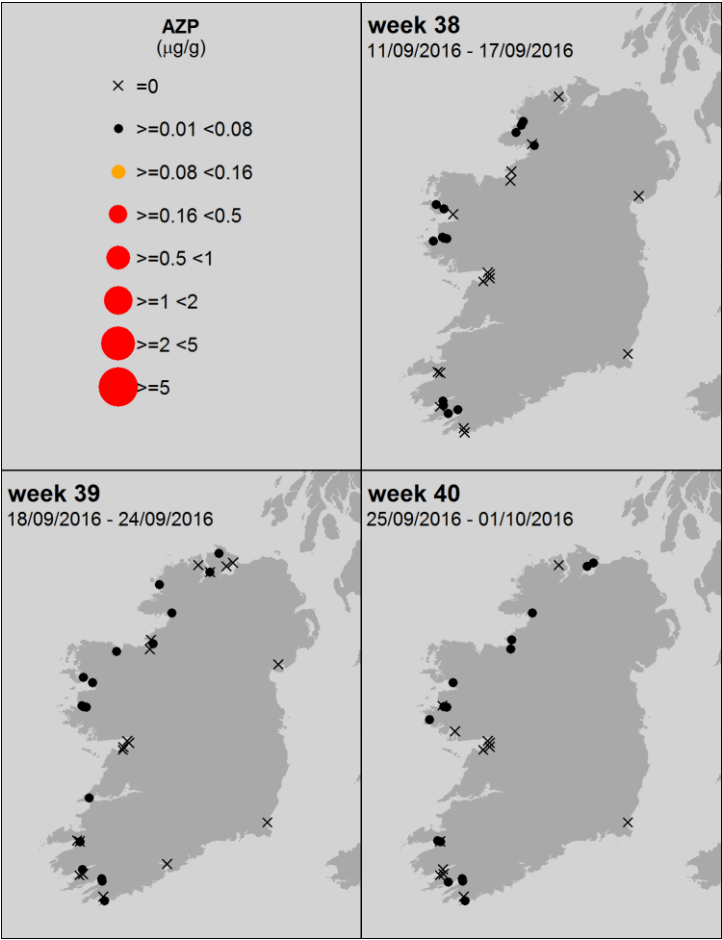 AZP
(µg/g)
=0
>=0.01 <0.08
>=0.08 <0.16
>=0.16 <0.5
>=0.5 <1
>=1 <2
>=2 <5
>=5
week 38
11/09/2016 - 17/09/2016
week 39
18/09/2016 - 24/09/2016
week 40
25/09/2016 - 01/10/2016